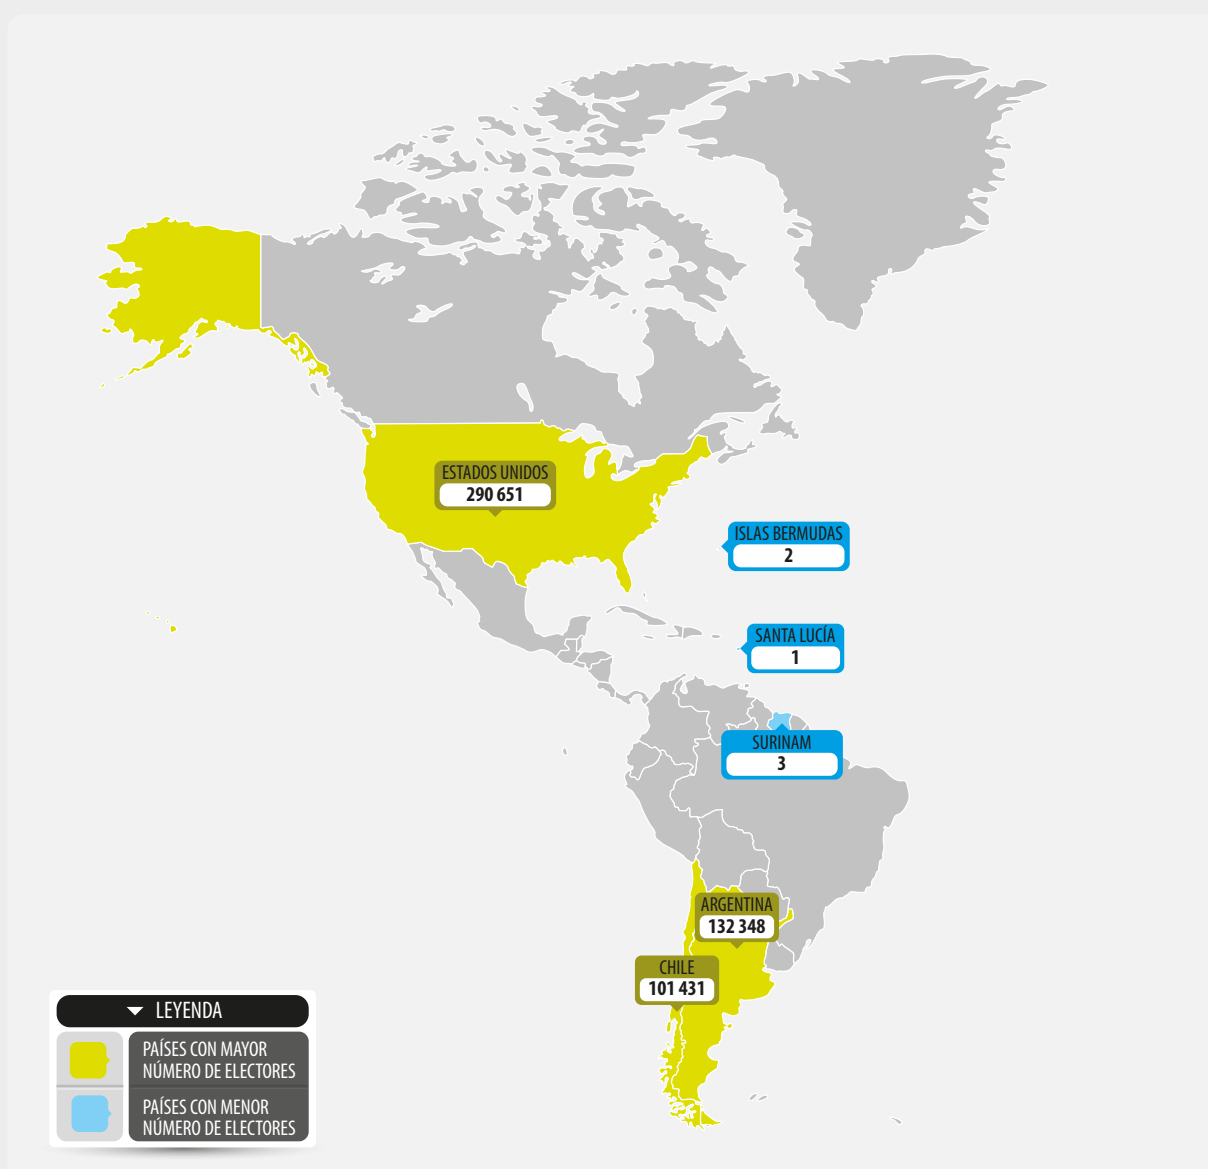 ESTADOS UNIDOS
290 651
ISLAS BERMUDAS
2
SANTA LUCÍA
1
SURINAM
3
ARGENTINA
132 348
CHILE
101 431
LEYENDA
PAÍSES CON MAYOR
NÚMERO DE ELECTORES
PAÍSES CON MENOR
NÚMERO DE ELECTORES